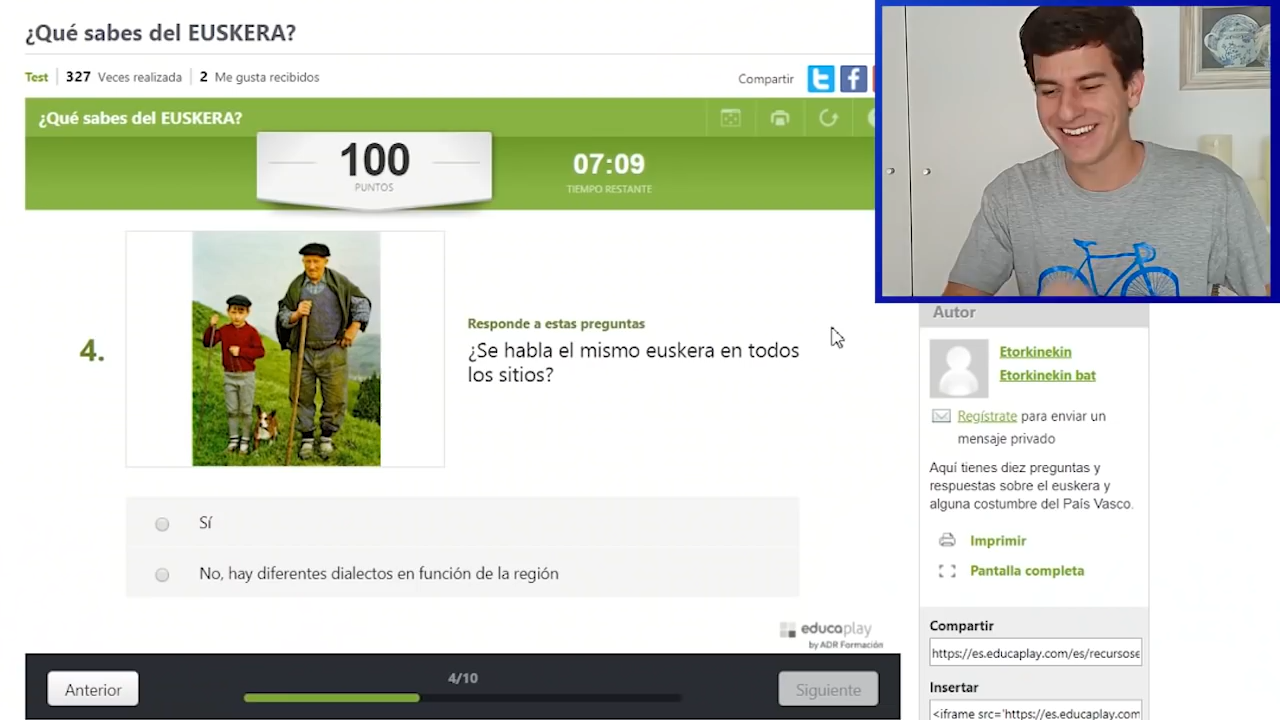 ¿Qué sabes del EUSKERA?
Test
327 Veces realizada
2 Me gusta recibidos
Compartir
¿Qué sabes del EUSKERA?
100
PUNTOS
07:09
TIEMPO RESTANTE
4.
Responde a estas preguntas
¿Se habla el mismo euskera en todos
los sitios?
Sí
No, hay diferentes dialectos en función de la región
educaplay
by ADR Formación
Anterior
4/10
Siguiente
Autor
Etorkinekin
Etorkinekin bat
Regístrate para enviar un
mensaje privado
Aquí tienes diez preguntas y
respuestas sobre el euskera y
alguna costumbre del País Vasco.
Imprimir
Pantalla completa
Compartir
https://es.educaplay.com/es/recursose
Insertar
<iframe src='https://es.educaplay.com